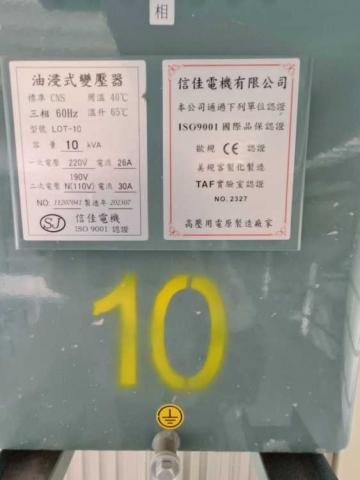 相
油浸式變壓器
標準 CNS 周溫 40℃
三相 60Hz 溫升 65℃
型號 LOT-10
容量 10 kVA
一次電壓 220V 電流 26A
190V
二次電壓 N(110V) 電流 30A
NO: 11207041 製造年 202307
SJ 信佳電機
ISO 9001 認證
信佳電機有限公司
本公司通過下列單位認證
ISO9001 國際品保認證
歐規 CE 認證
美規客製化製造
TAF 實驗室認證
NO. 2327
高壓用電原製造廠家
10